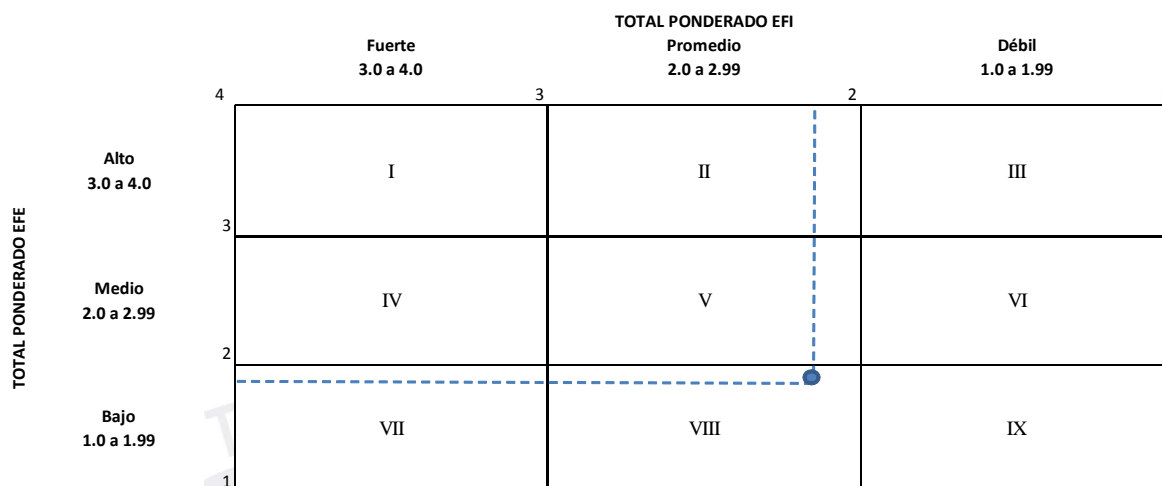 TOTAL PONDERADO EFI
Fuerte
3.0 a 4.0
Promedio
2.0 a 2.99
Débil
1.0 a 1.99
4
3
2
TOTAL PONDERADO EFE
Alto
3.0 a 4.0
I
II
III
3
Medio
2.0 a 2.99
IV
V
VI
2
Bajo
1.0 a 1.99
VII
VIII
IX
1